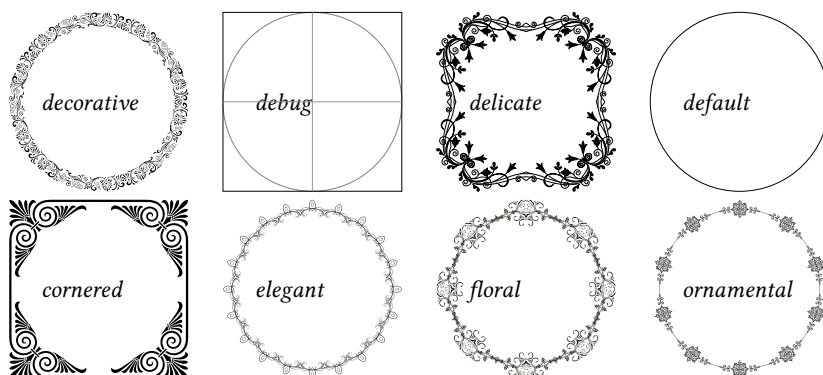 decorative debug delicate default
cornered elegant floral ornamental